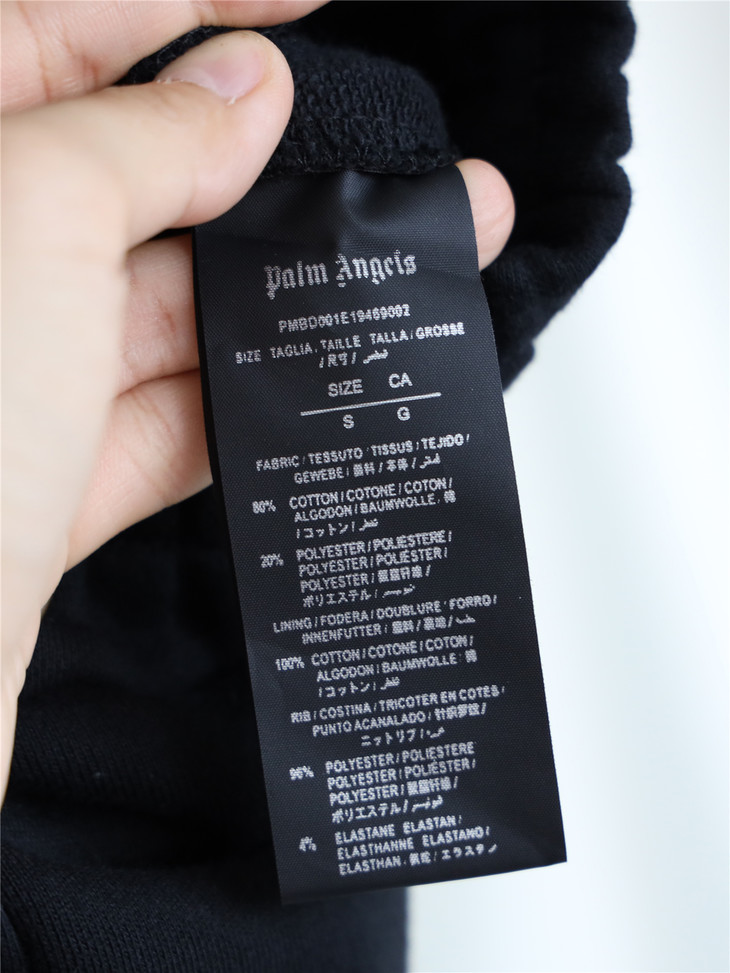 Palm Angels
PMBD001E19469002
SIZE TAGLIA, TAILLE TALLA/GROSSE
/尺寸/
SIZE CA
S G
FABRIC/TESSUTO/TISSUS/TEJIDO/
GEWEBE/面料/本体/
80% COTTON/COTONE/COTON/
ALGODON/BAUMWOLLE, 棉
/コットン/
20% POLYESTER/POLIESTERE/
POLYESTER/POLIÉSTER/
POLYESTER/聚酯纤维/
ポリエステル/
LINING/FODERA/DOUBLURE/FORRO/
INNENFUTTER/
100% COTTON/COTONE/COTON/
ALGODON/BAUMWOLLE/棉
/コットン/
RIB/COSTINA/TRICOTER EN COTES/
PUNTO ACANALADO/针织罗纹/
ニットリブ/
96% POLYESTER/POLIESTERE
POLYESTER/POLIÉSTER/
POLYESTER/聚酯纤维/
ポリエステル/
4% ELASTANE ELASTAN/
ELASTHANNE ELASTANO/
ELASTHAN, 氨纶/エラステン